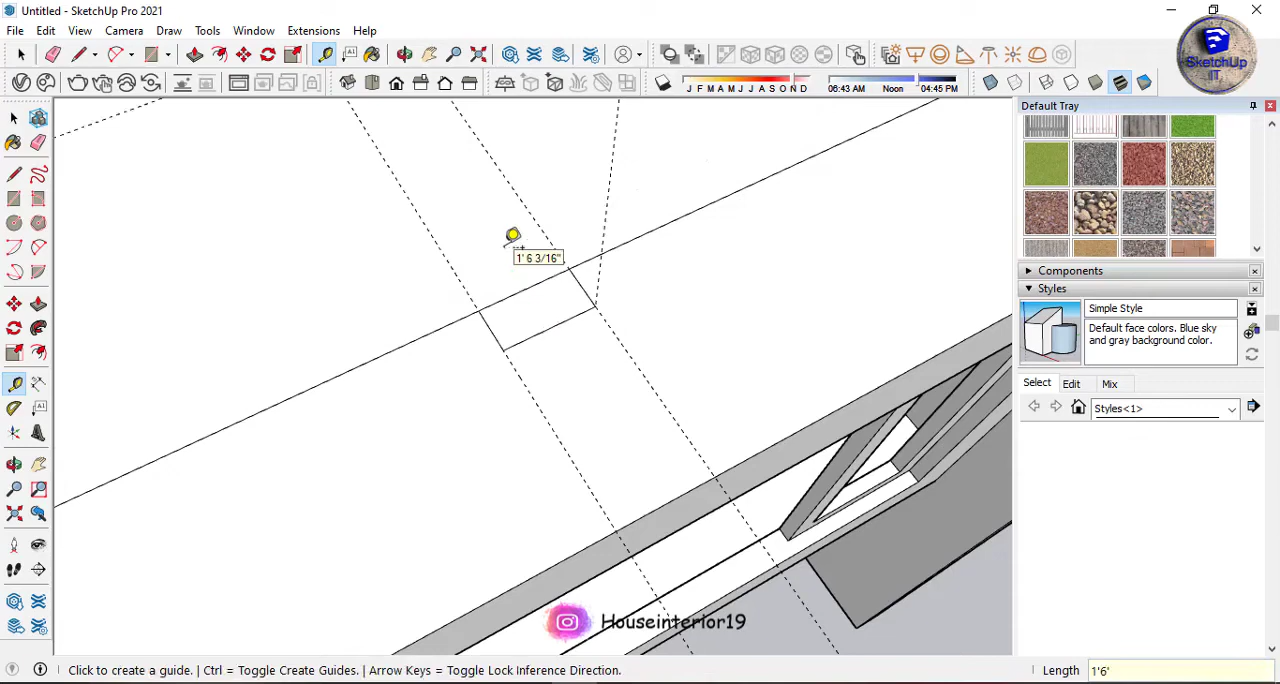 Untitled - SketchUp Pro 2021
File Edit View Camera Draw Tools Window Extensions Help
J F M A M J J A S O N D
06:43 AM Noon 04:45 PM
SketchUp
IT
Default Tray
1' 6 3/16"
Components
Styles
Simple Style
Default face colors. Blue sky
and gray background color.
Select Edit Mix
Styles<1>
Houseinterior19
Click to create a guide. | Ctrl = Toggle Create Guides. | Arrow Keys = Toggle Lock Inference Direction.
Length 1'6'